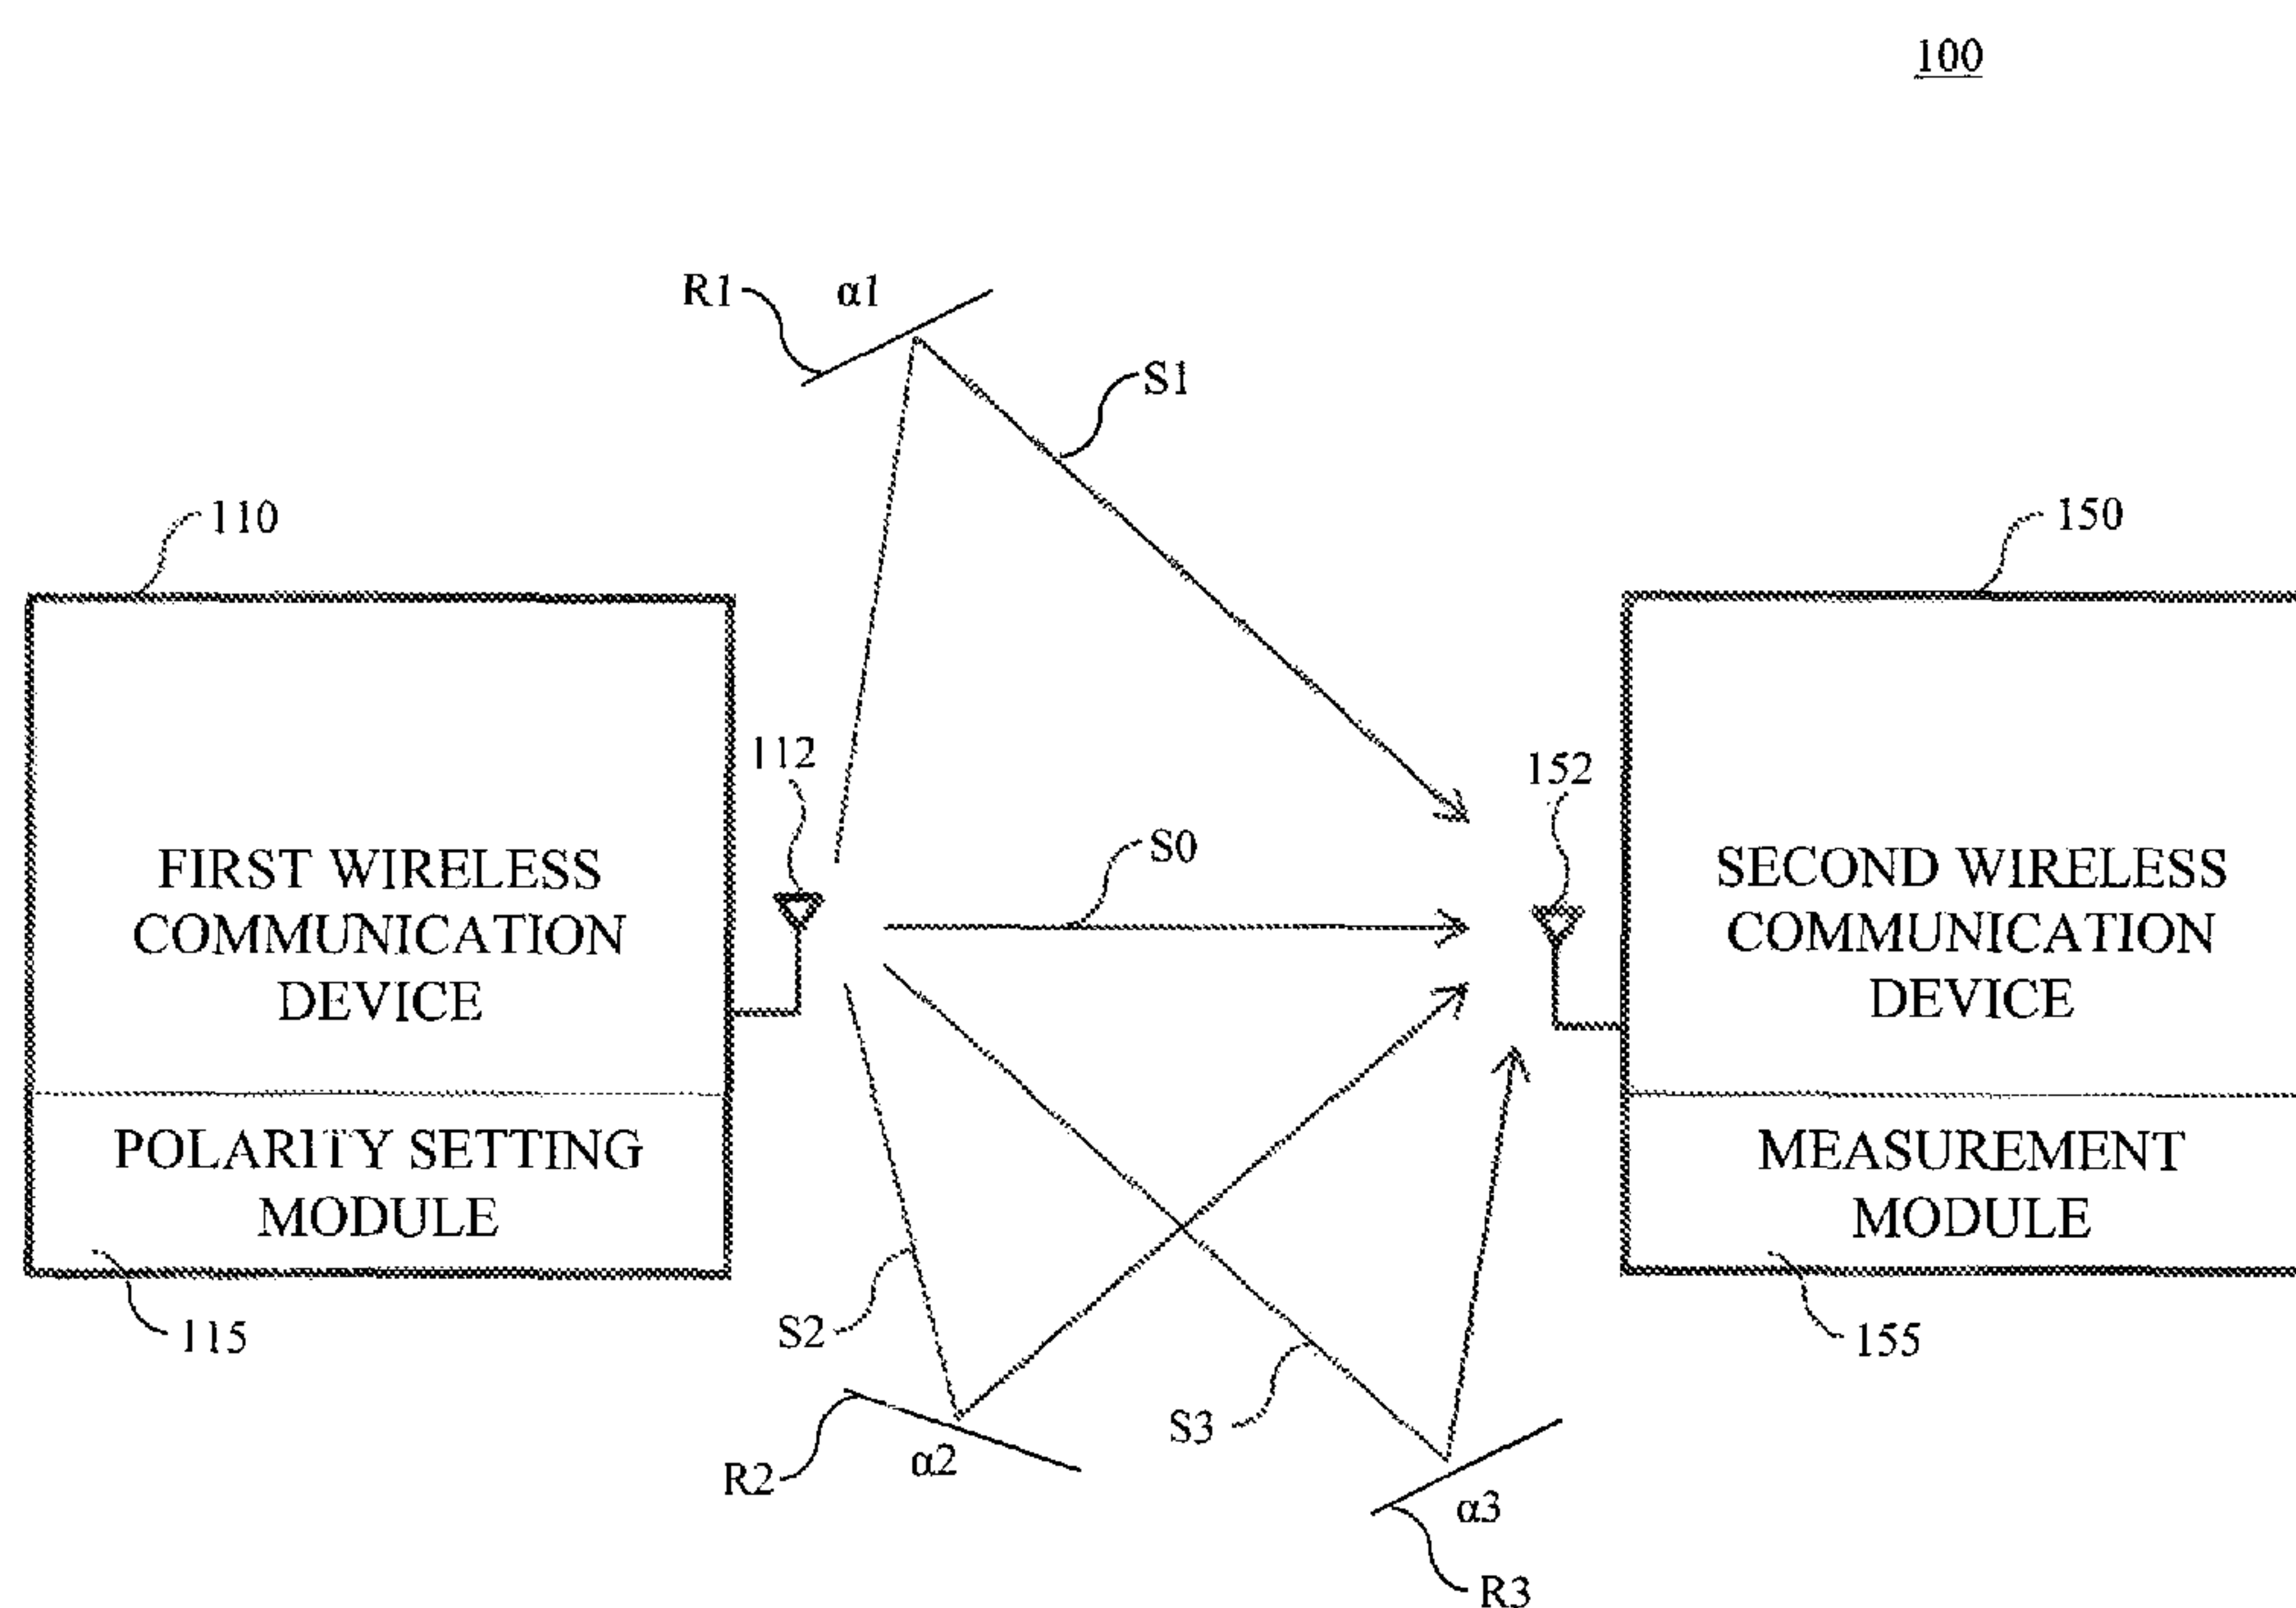 100
R1
α1
S1
110
150
112
152
S0
FIRST WIRELESS
COMMUNICATION
DEVICE
SECOND WIRELESS
COMMUNICATION
DEVICE
POLARITY SETTING
MODULE
MEASUREMENT
MODULE
115
S2
155
S3
R2
α2
α3
R3